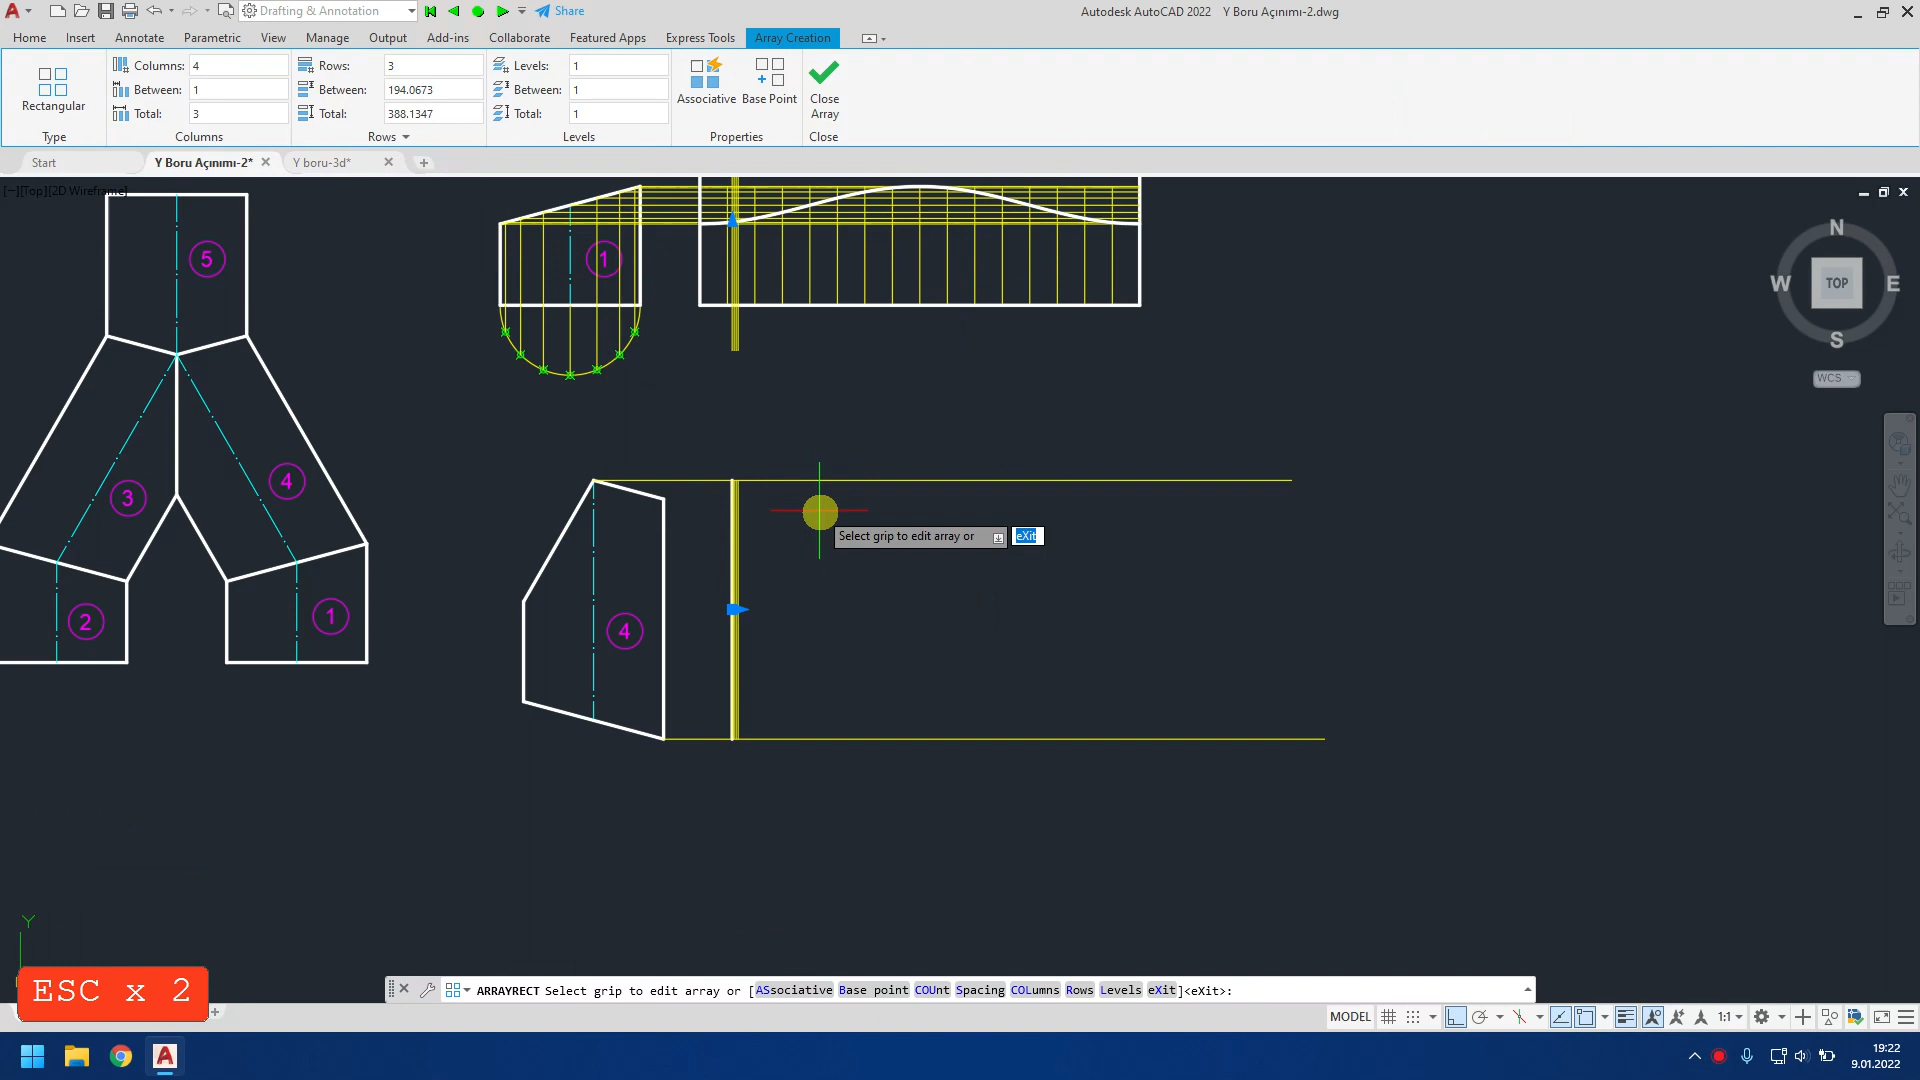 Drafting & Annotation
Share
Autodesk AutoCAD 2022 Y Boru Açınımı-2.dwg
Home Insert Annotate Parametric View Manage Output Add-ins Collaborate Featured Apps Express Tools Array Creation
Columns: 4 Rows: 3 Levels: 1
Between: 1 Between: 194.0673 Between: 1
Total: 3 Total: 388.1347 Total: 1
Rectangular
Associative
Base Point
Close
Array
Type Columns Rows Levels Properties Close
Start Y Boru Açınımı-2* Y boru-3d*
[−][Top][2D Wireframe]
5
3
4
2
1
1
4
Select grip to edit array or eXit
N
W TOP E
S
WCS
Y
ESC x 2
ARRAYRECT Select grip to edit array or [ASsociative Base point COUnt Spacing COLumns Rows Levels eXit]<eXit>:
MODEL 1:1
19:22
9.01.2022